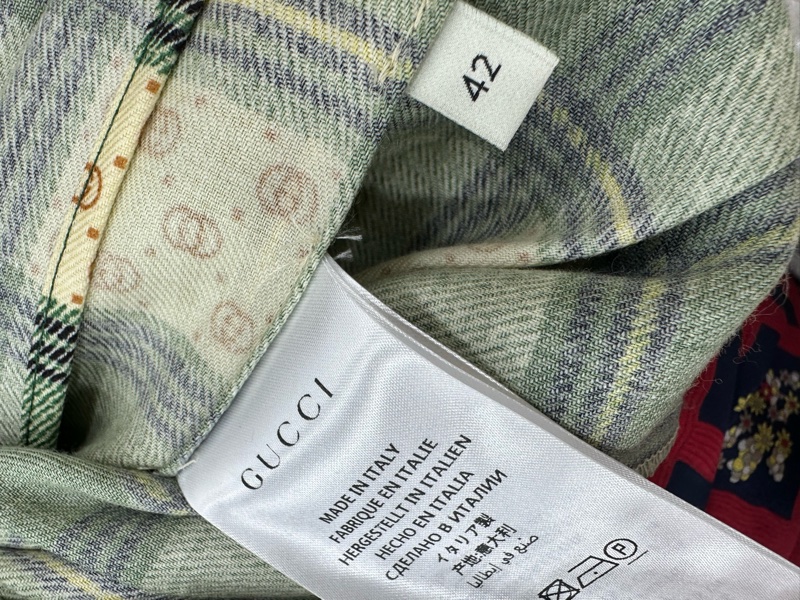 42
GUCCI
MADE IN ITALY
FABRIQUE EN ITALIE
HERGESTELLT IN ITALIEN
HECHO EN ITALIA
СДЕЛАНО В ИТАЛИИ
イタリア製
产地:意大利
صنع في إيطاليا
P